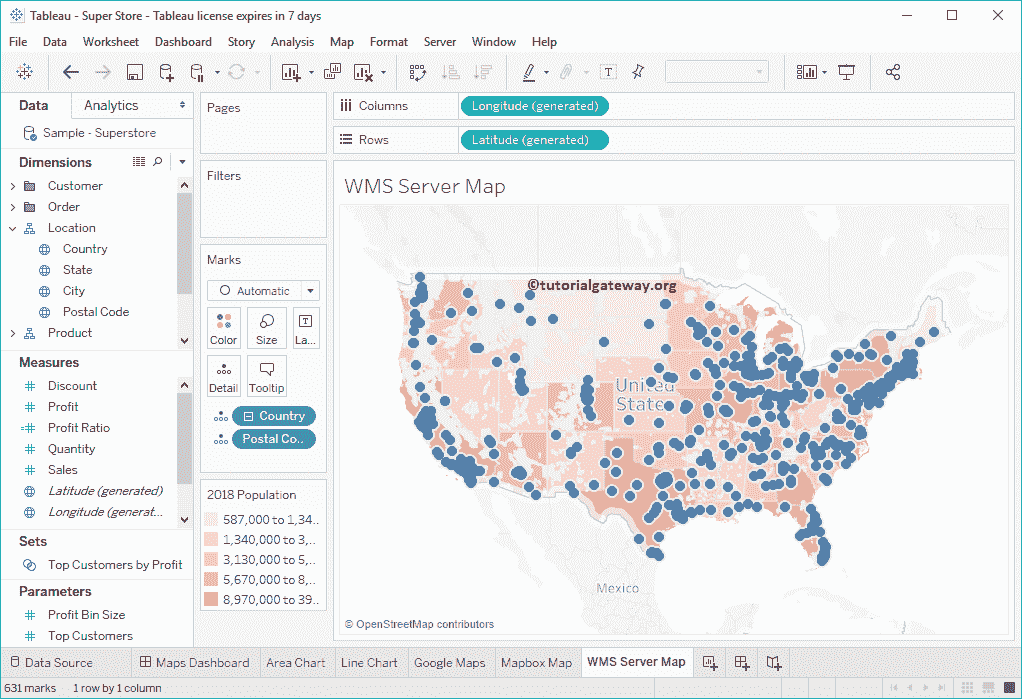 Tableau - Super Store - Tableau license expires in 7 days
File Data Worksheet Dashboard Story Analysis Map Format Server Window Help
Data Analytics
Sample - Superstore
Dimensions
Customer
Order
Location
Country
State
City
Postal Code
Product
Measures
Discount
Profit
Profit Ratio
Quantity
Sales
Latitude (generated)
Longitude (generat...
Sets
Top Customers by Profit
Parameters
Profit Bin Size
Top Customers
Pages
Filters
Marks
Automatic
Color Size La...
Detail Tooltip
Country
Postal Co..
2018 Population
587,000 to 1,34..
1,340,000 to 3,...
3,130,000 to 5,...
5,670,000 to 8,...
8,970,000 to 39..
Columns Longitude (generated)
Rows Latitude (generated)
WMS Server Map
©tutorialgateway.org
United
States
Mexico
© OpenStreetMap contributors
Data Source Maps Dashboard Area Chart Line Chart Google Maps Mapbox Map WMS Server Map
631 marks 1 row by 1 column